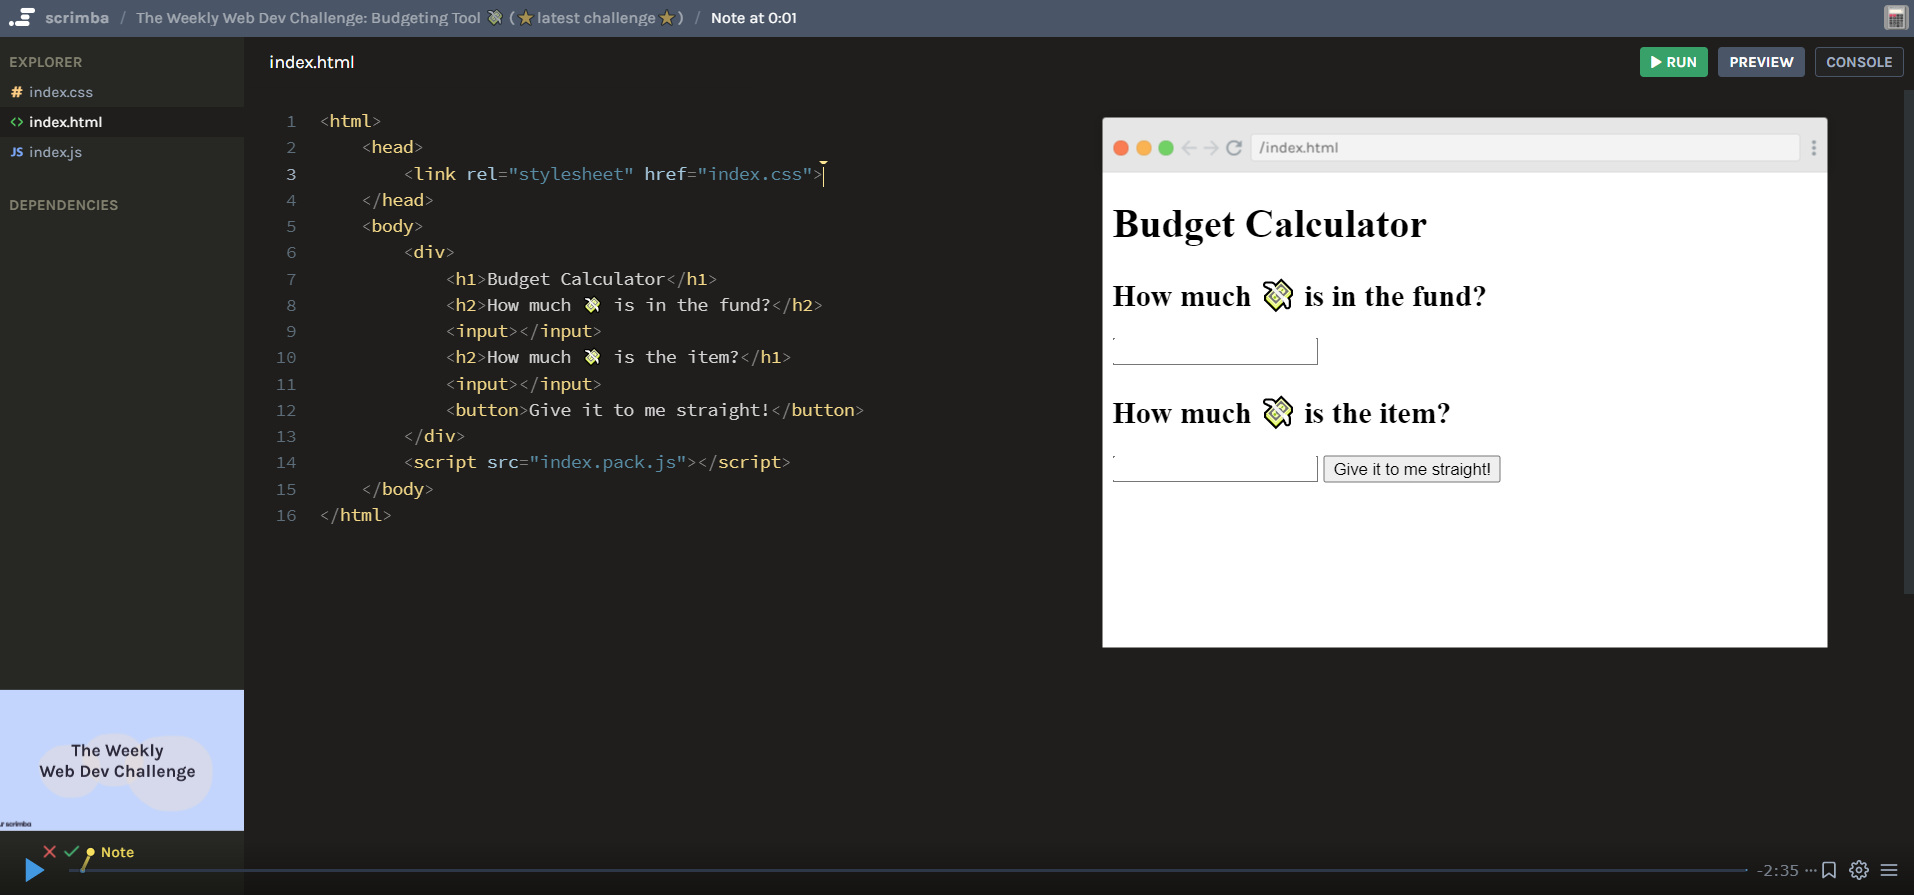 scrimba / The Weekly Web Dev Challenge: Budgeting Tool 💸 (⭐latest challenge⭐) / Note at 0:01
EXPLORER
# index.css
<> index.html
JS index.js
DEPENDENCIES
index.html
RUN PREVIEW CONSOLE
1 <html>
2 <head>
3 <link rel="stylesheet" href="index.css">
4 </head>
5 <body>
6 <div>
7 <h1>Budget Calculator</h1>
8 <h2>How much 💸 is in the fund?</h2>
9 <input></input>
10 <h2>How much 💸 is the item?</h1>
11 <input></input>
12 <button>Give it to me straight!</button>
13 </div>
14 <script src="index.pack.js"></script>
15 </body>
16 </html>
/index.html
Budget Calculator
How much 💸 is in the fund?
How much 💸 is the item?
Give it to me straight!
The Weekly
Web Dev Challenge
scrimba
Note
-2:35